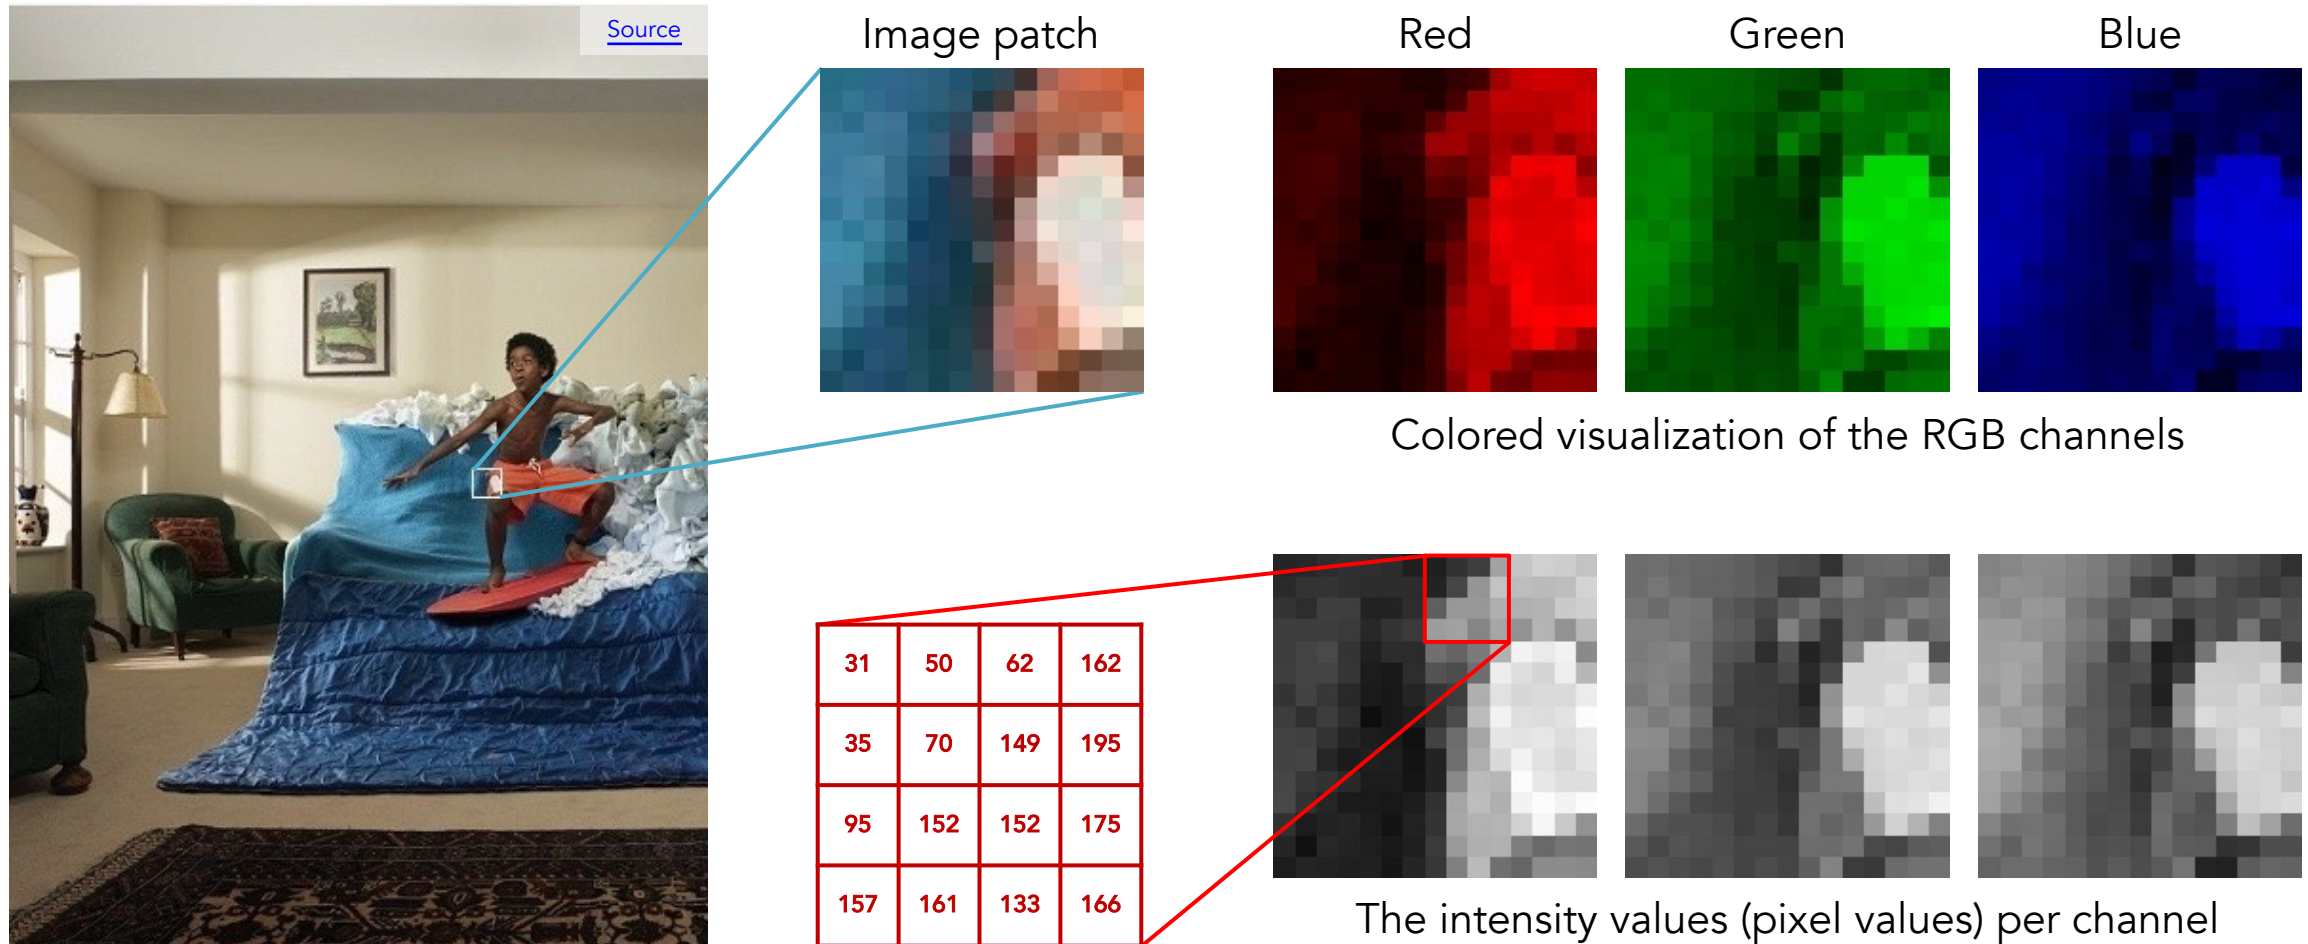 Source
Image patch
Red
Green
Blue
Colored visualization of the RGB channels
31 50 62 162
35 70 149 195
95 152 152 175
157 161 133 166
The intensity values (pixel values) per channel